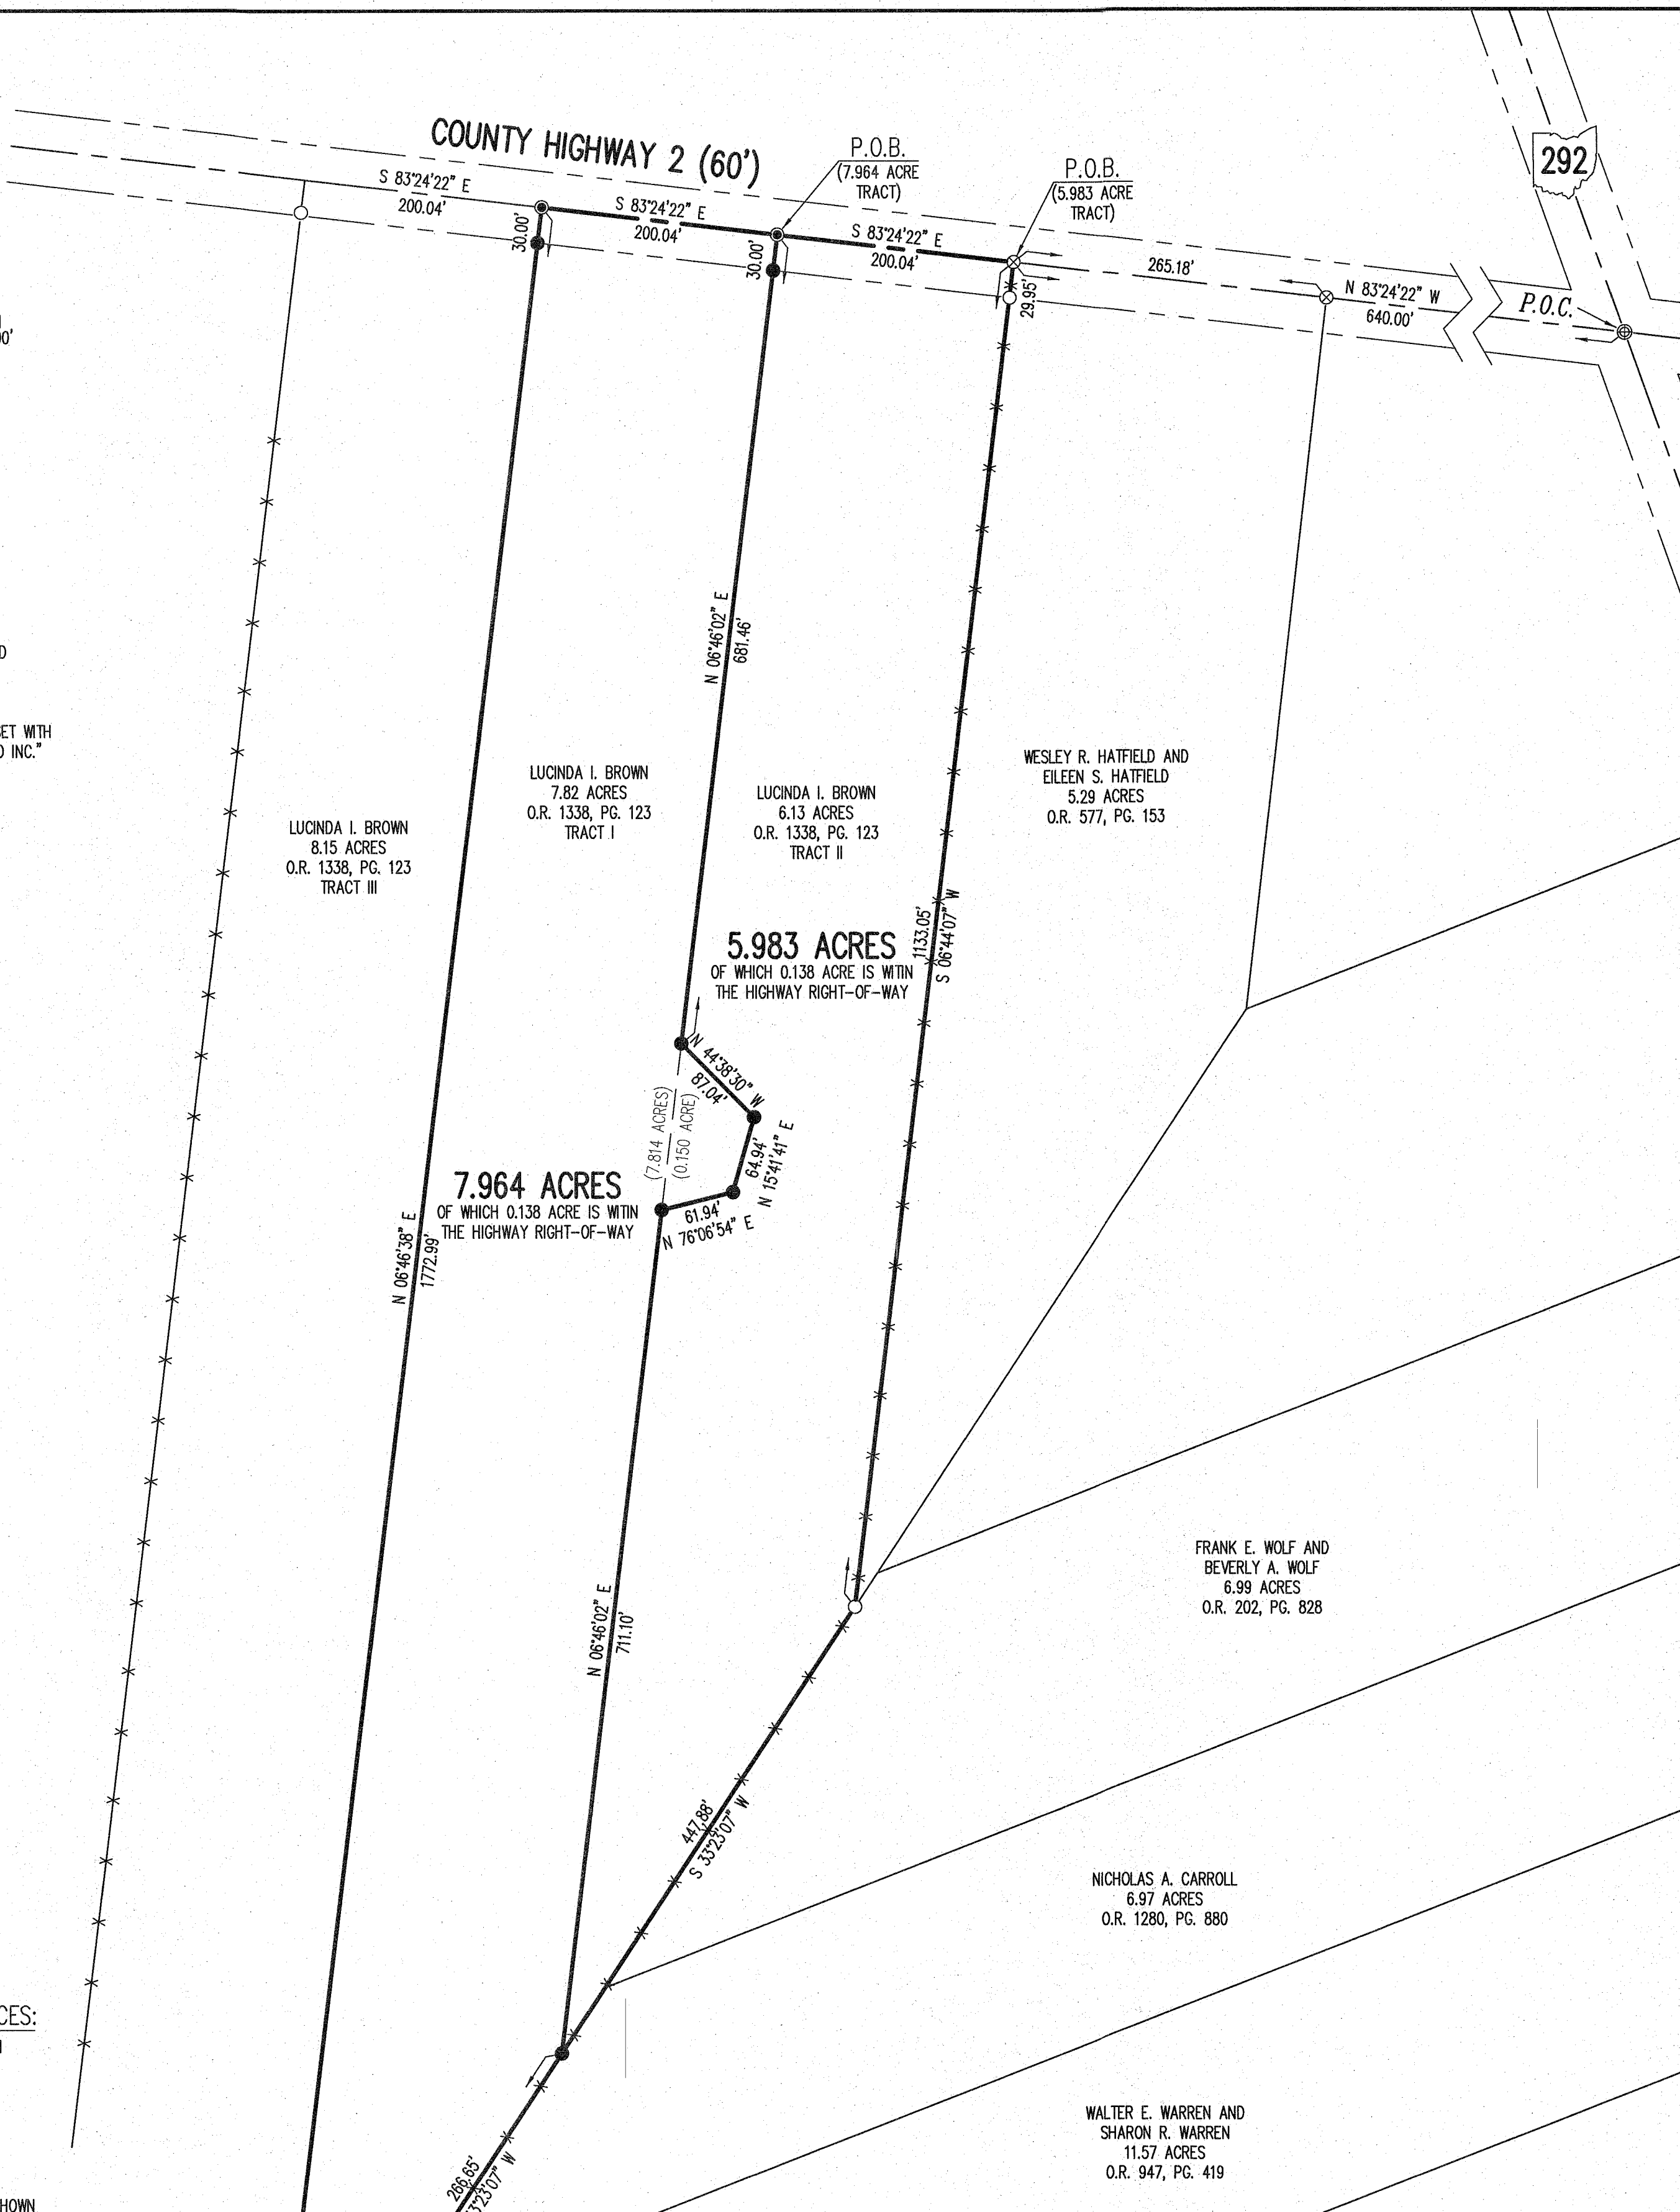 COUNTY HIGHWAY 2 (60')
P.O.B.
(7.964 ACRE
TRACT)
P.O.B.
(5.983 ACRE
TRACT)
292
S 83°24'22" E
200.04'
S 83°24'22" E
200.04'
S 83°24'22" E
200.04'
265.18'
N 83°24'22" W
640.00'
P.O.C.
30.00'
30.00'
29.95'
00'
D
SET WITH
D INC."
N 06°46'02" E
681.46'
WESLEY R. HATFIELD AND
EILEEN S. HATFIELD
5.29 ACRES
O.R. 577, PG. 153
LUCINDA I. BROWN
7.82 ACRES
O.R. 1338, PG. 123
TRACT I
LUCINDA I. BROWN
6.13 ACRES
O.R. 1338, PG. 123
TRACT II
LUCINDA I. BROWN
8.15 ACRES
O.R. 1338, PG. 123
TRACT III
5.983 ACRES
OF WHICH 0.138 ACRE IS WITIN
THE HIGHWAY RIGHT-OF-WAY
1133.05'
S 06°44'07" W
N 44°38'30" W
87.04'
(7.814 ACRES)
(0.150 ACRE)
64.94'
N 15°41'41" E
7.964 ACRES
OF WHICH 0.138 ACRE IS WITIN
THE HIGHWAY RIGHT-OF-WAY
61.94'
N 76°06'54" E
N 06°46'38" E
1772.99'
N 06°46'02" E
711.10'
FRANK E. WOLF AND
BEVERLY A. WOLF
6.99 ACRES
O.R. 202, PG. 828
447.88'
S 33°23'07" W
NICHOLAS A. CARROLL
6.97 ACRES
O.R. 1280, PG. 880
CES:
WALTER E. WARREN AND
SHARON R. WARREN
11.57 ACRES
O.R. 947, PG. 419
266.65'
3°23'07" W
HOWN